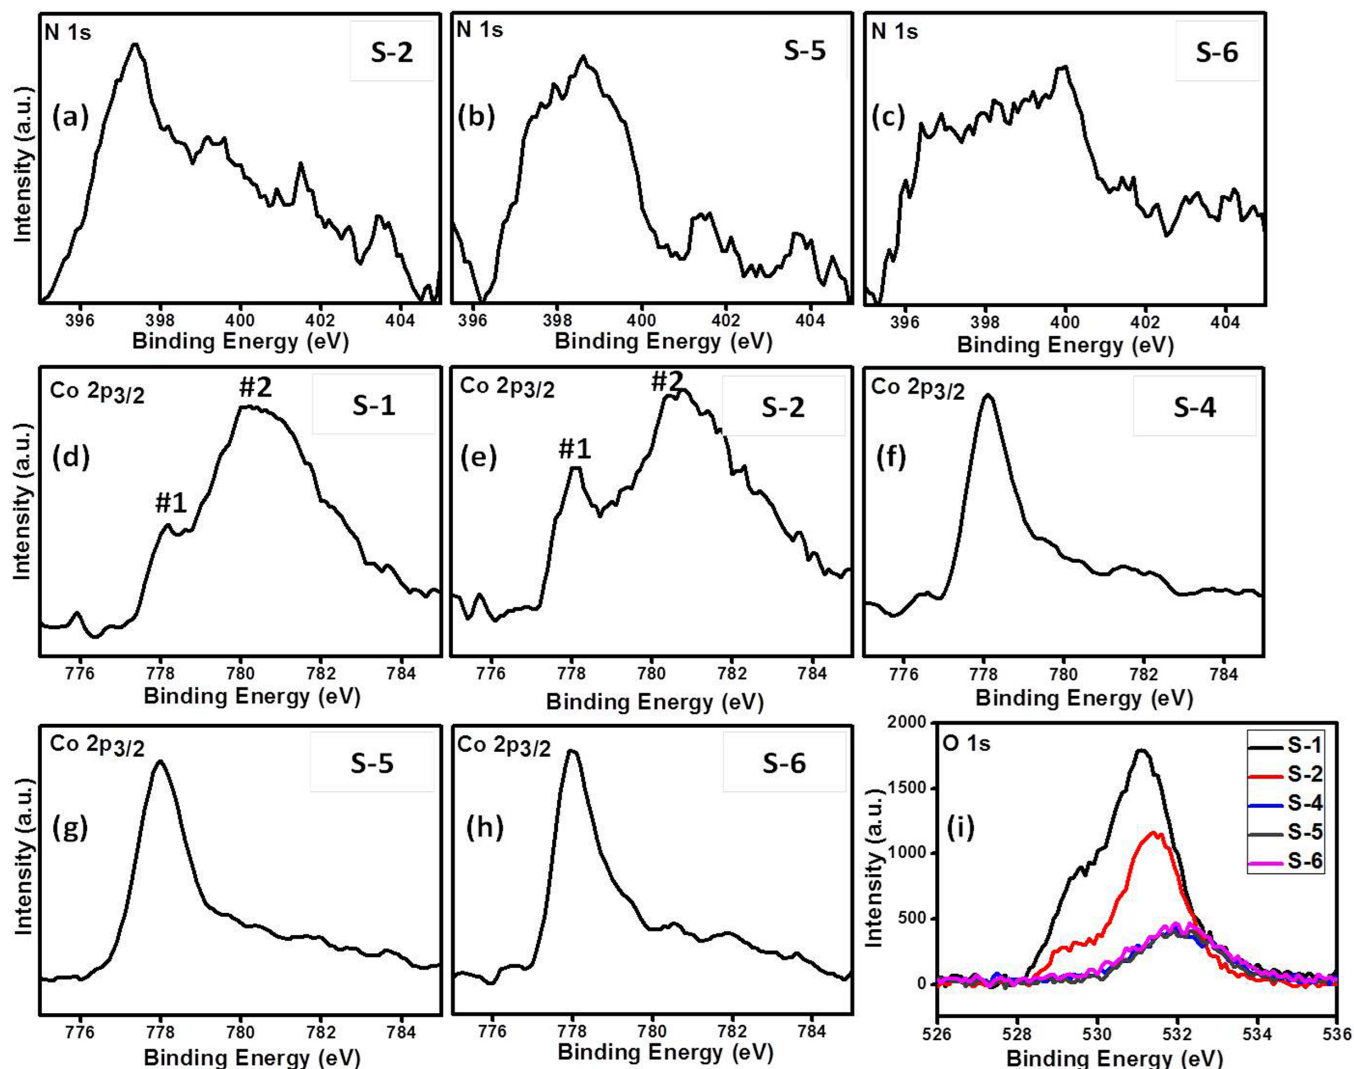 N 1s
S-2
(a)
Intensity (a.u.)
396 398 400 402 404
Binding Energy (eV)
N 1s
S-5
(b)
396 398 400 402 404
Binding Energy (eV)
N 1s
S-6
(c)
396 398 400 402 404
Binding Energy (eV)
Co 2p3/2
#2
S-1
(d)
#1
Intensity (a.u.)
776 778 780 782 784
Binding Energy (eV)
Co 2p3/2
#2
S-2
(e)
#1
776 778 780 782 784
Binding Energy (eV)
Co 2p3/2
S-4
(f)
776 778 780 782 784
Binding Energy (eV)
Co 2p3/2
S-5
(g)
Intensity (a.u.)
776 778 780 782 784
Binding Energy (eV)
Co 2p3/2
S-6
(h)
776 778 780 782 784
Binding Energy (eV)
O 1s
S-1
S-2
S-4
S-5
S-6
(i)
Intensity (a.u.)
2000
1500
1000
500
0
526 528 530 532 534 536
Binding Energy (eV)